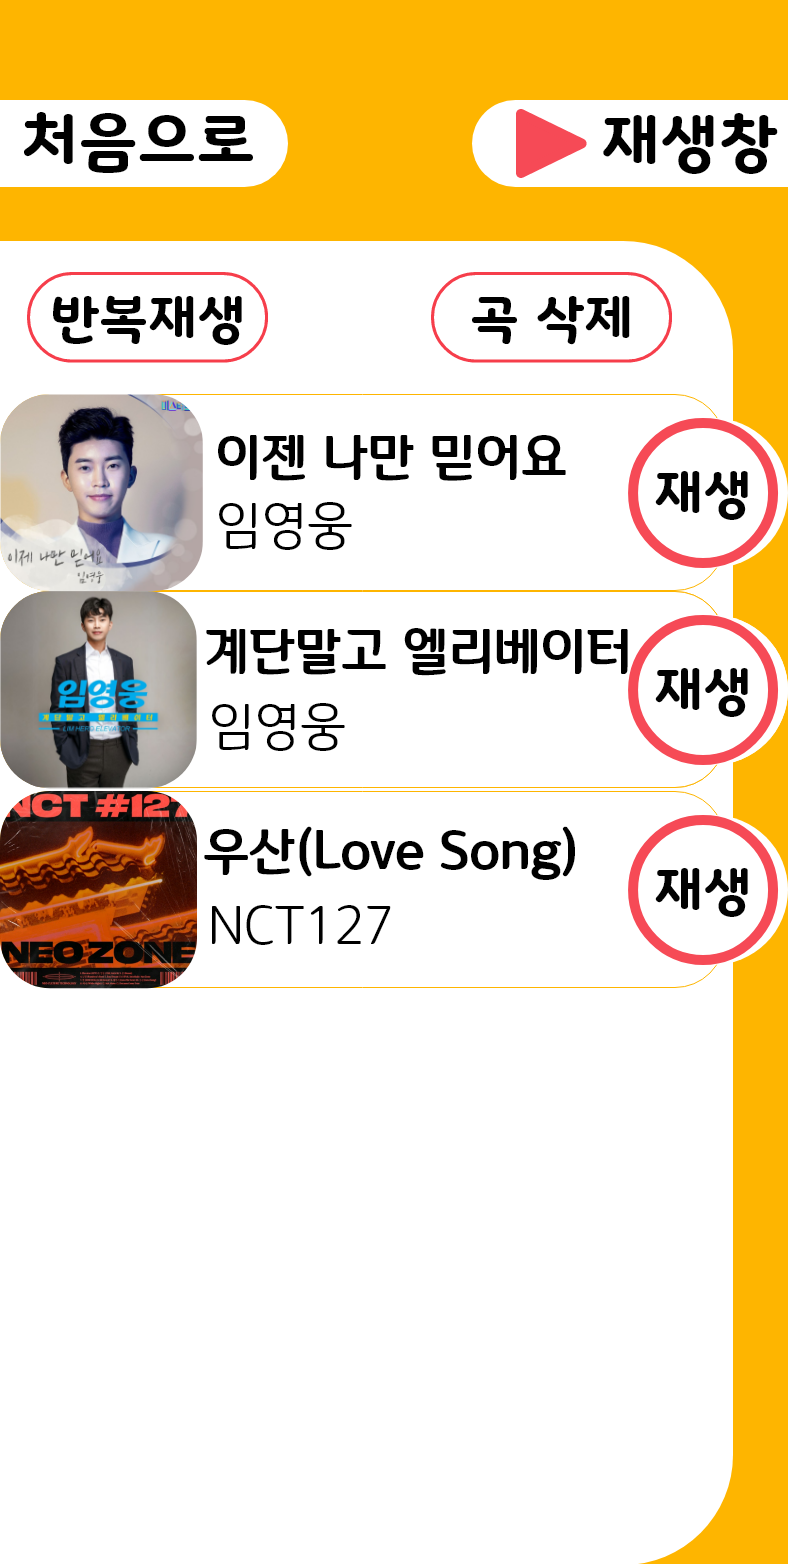 처음으로
재생창
반복재생
곡 삭제
이제 나만 믿어요
임영웅
이젠 나만 믿어요
임영웅
재생
임영웅
계단말고 엘리베이터
LIM HERO ELEVATOR
계단말고 엘리베이터
임영웅
재생
NCT #127
NEO ZONE
우산(Love Song)
NCT127
재생